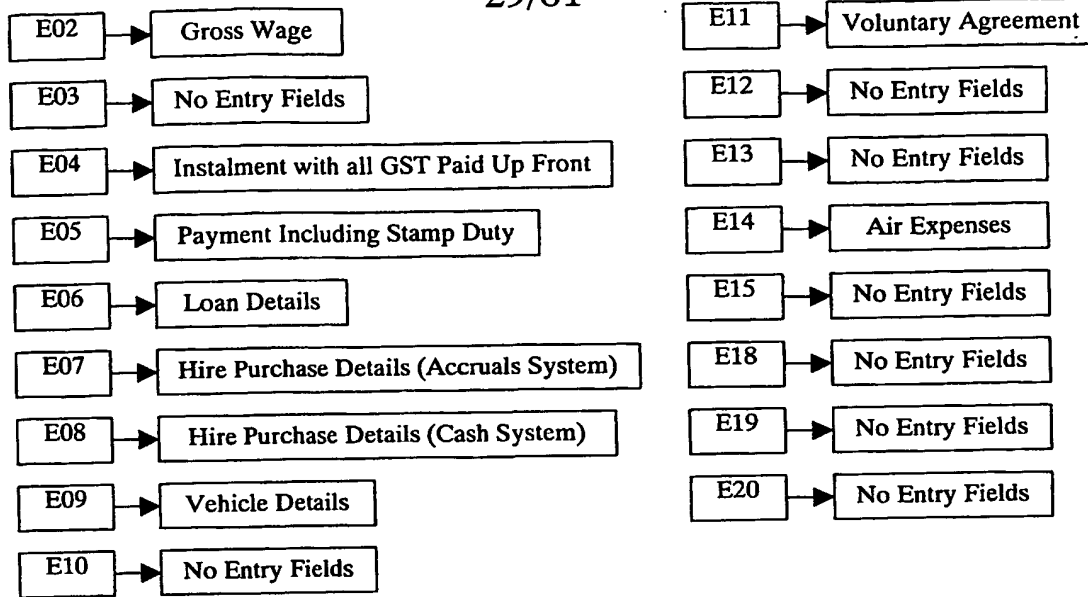 29/81
E02 Gross Wage
E03 No Entry Fields
E04 Instalment with all GST Paid Up Front
E05 Payment Including Stamp Duty
E06 Loan Details
E07 Hire Purchase Details (Accruals System)
E08 Hire Purchase Details (Cash System)
E09 Vehicle Details
E10 No Entry Fields
E11 Voluntary Agreement
E12 No Entry Fields
E13 No Entry Fields
E14 Air Expenses
E15 No Entry Fields
E18 No Entry Fields
E19 No Entry Fields
E20 No Entry Fields